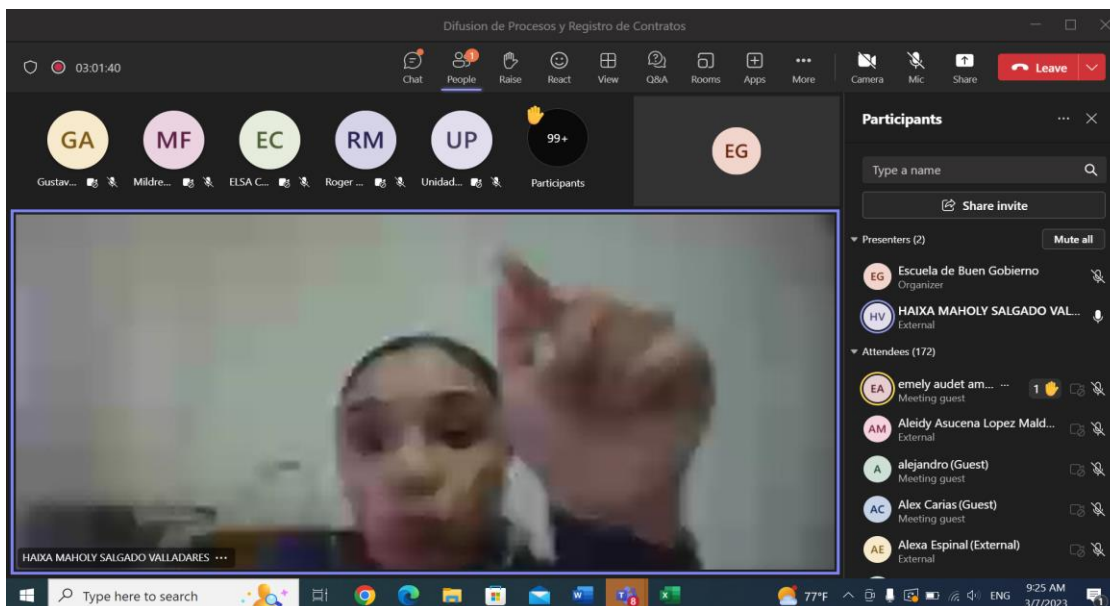 Difusion de Procesos y Registro de Contratos
03:01:40
Chat
People
1
Raise
React
View
Q&A
Rooms
Apps
More
Camera
Mic
Share
Leave
GA
MF
EC
RM
UP
99+
EG
Gustav...
Mildre...
ELSA C...
Roger ...
Unidad...
Participants
HAIXA MAHOLY SALGADO VALLADARES ...
Participants
Type a name
Share invite
Presenters (2)
Mute all
EG
Escuela de Buen Gobierno
Organizer
HV
HAIXA MAHOLY SALGADO VAL...
External
Attendees (172)
EA
emely audet am... ...
1
Meeting guest
AM
Aleidy Asucena Lopez Mald...
External
A
alejandro (Guest)
Meeting guest
AC
Alex Carias (Guest)
Meeting guest
AE
Alexa Espinal (External)
External
Type here to search
8
77°F
ENG
9:25 AM
3/7/2023